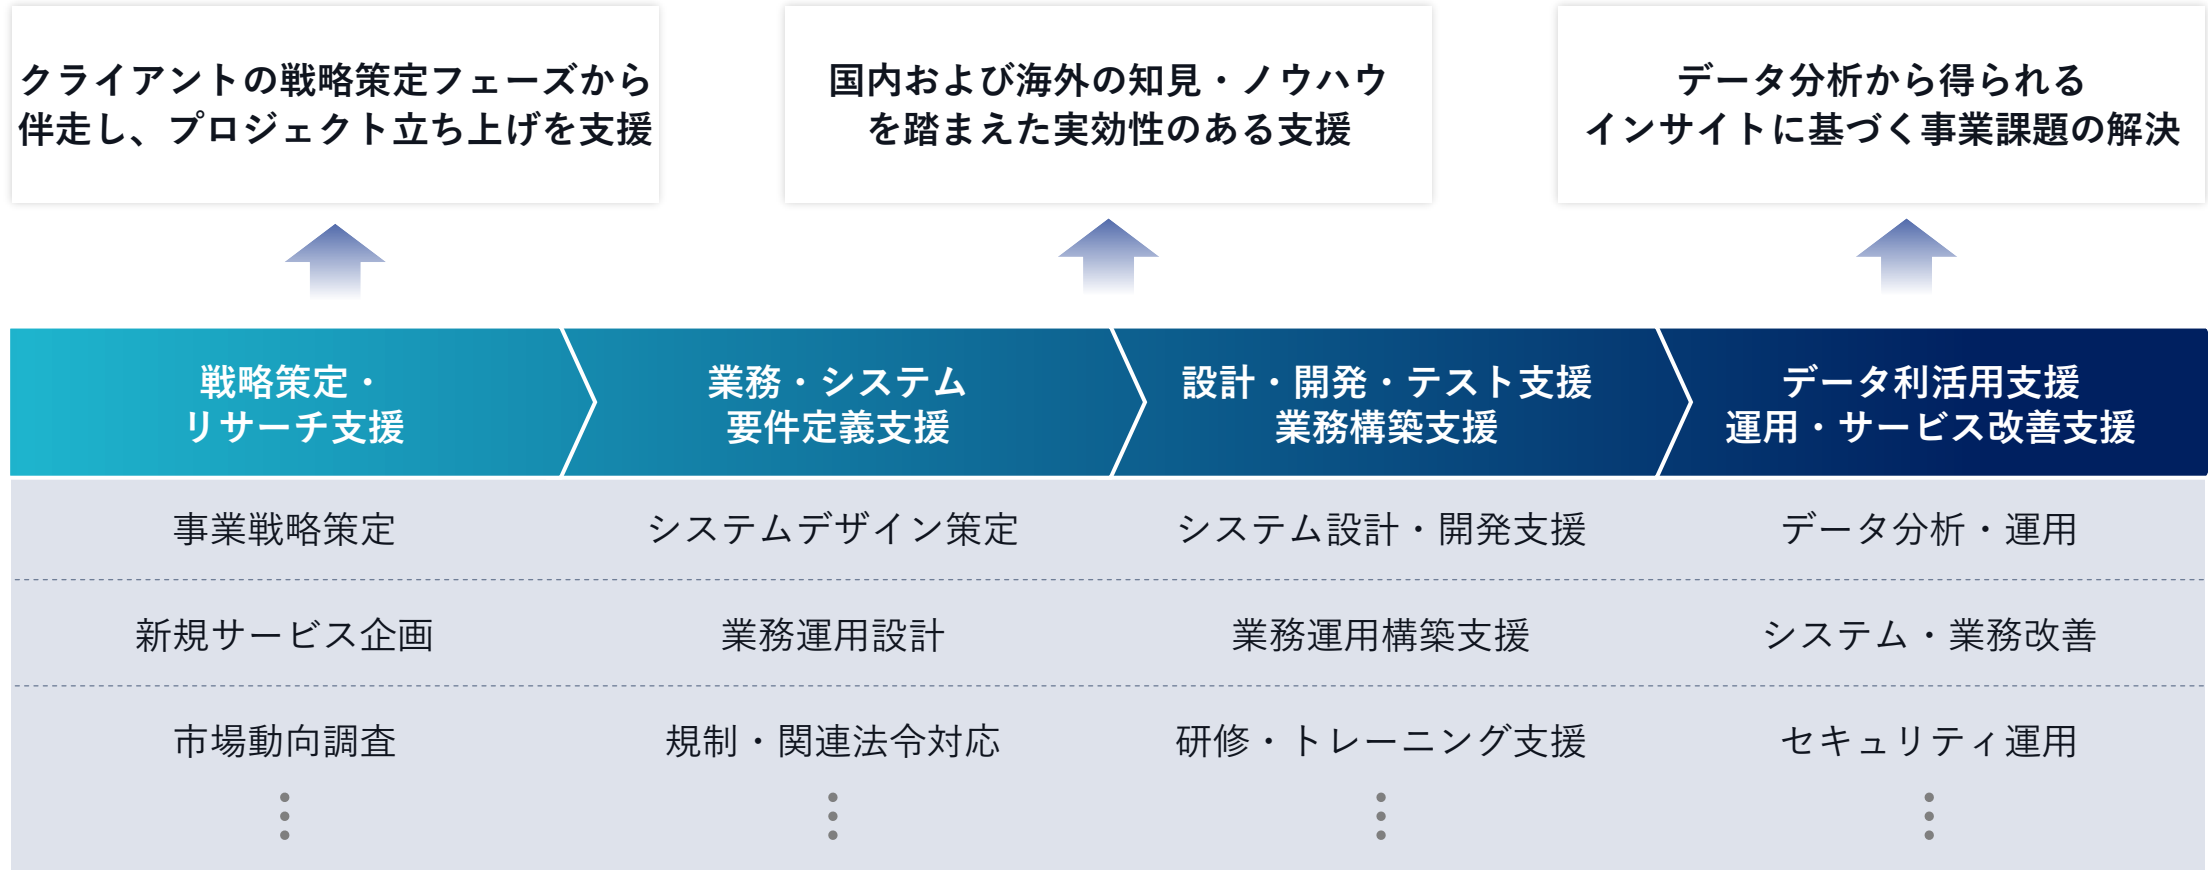 クライアントの戦略策定フェーズから
伴走し、プロジェクト立ち上げを支援
国内および海外の知見・ノウハウ
を踏まえた実効性のある支援
データ分析から得られる
インサイトに基づく事業課題の解決
戦略策定・
リサーチ支援
業務・システム
要件定義支援
設計・開発・テスト支援
業務構築支援
データ利活用支援
運用・サービス改善支援
事業戦略策定
システムデザイン策定
システム設計・開発支援
データ分析・運用
新規サービス企画
業務運用設計
業務運用構築支援
システム・業務改善
市場動向調査
規制・関連法令対応
研修・トレーニング支援
セキュリティ運用